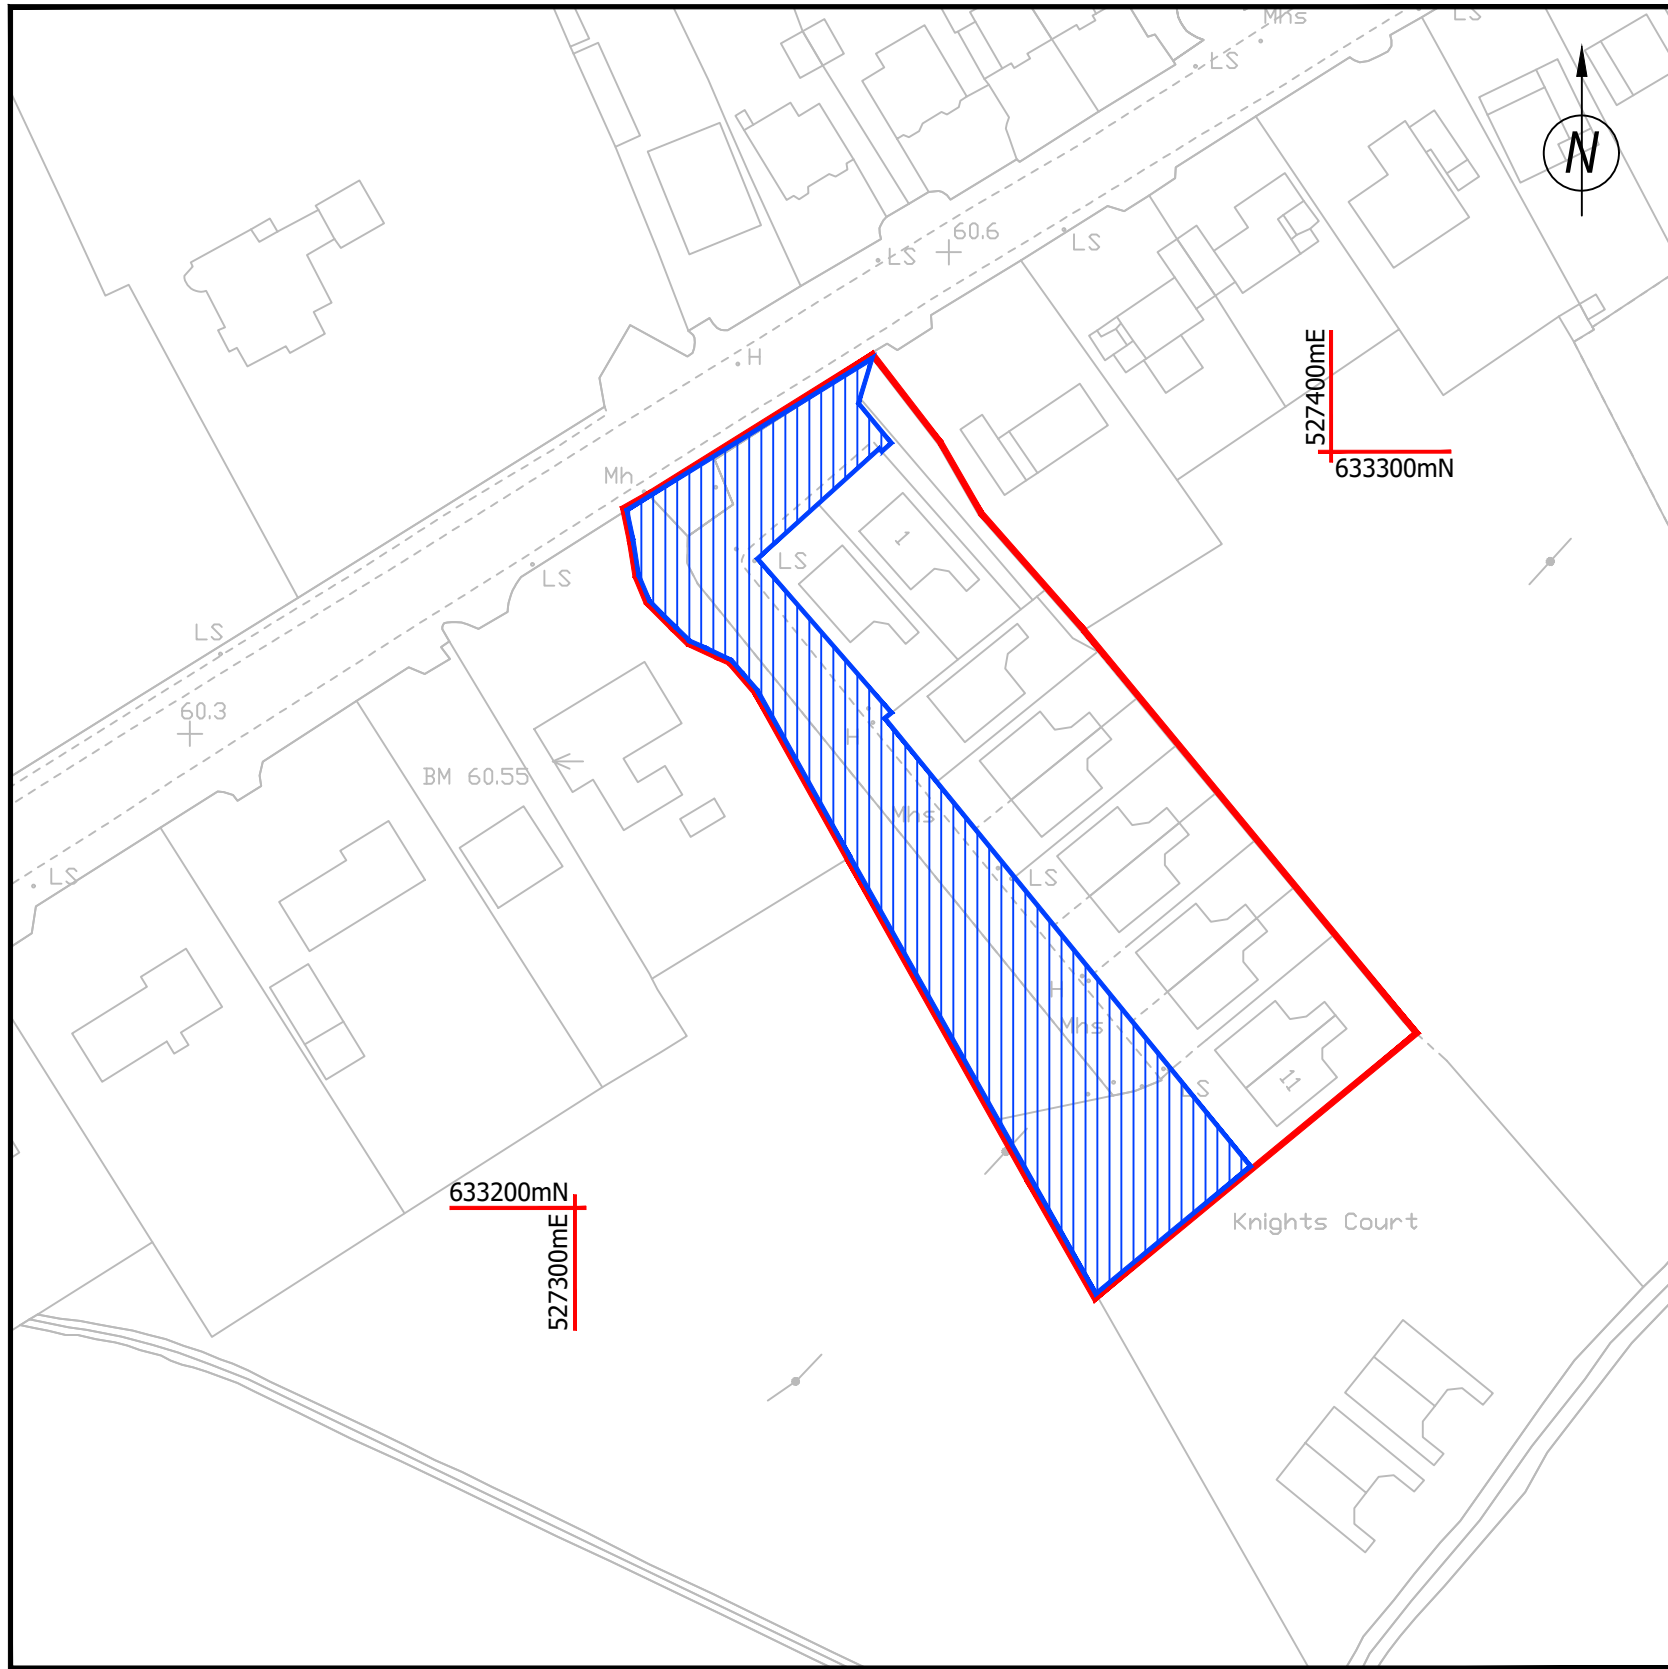 Mhs
LS
LS
N
60.6
LS
LS
H
527400mE
633300mN
Mh
1
LS
LS
LS
60.3
H
BM 60.55
Mhs
LS
LS
H
Mhs
11
LS
633200mN
527300mE
Knights Court